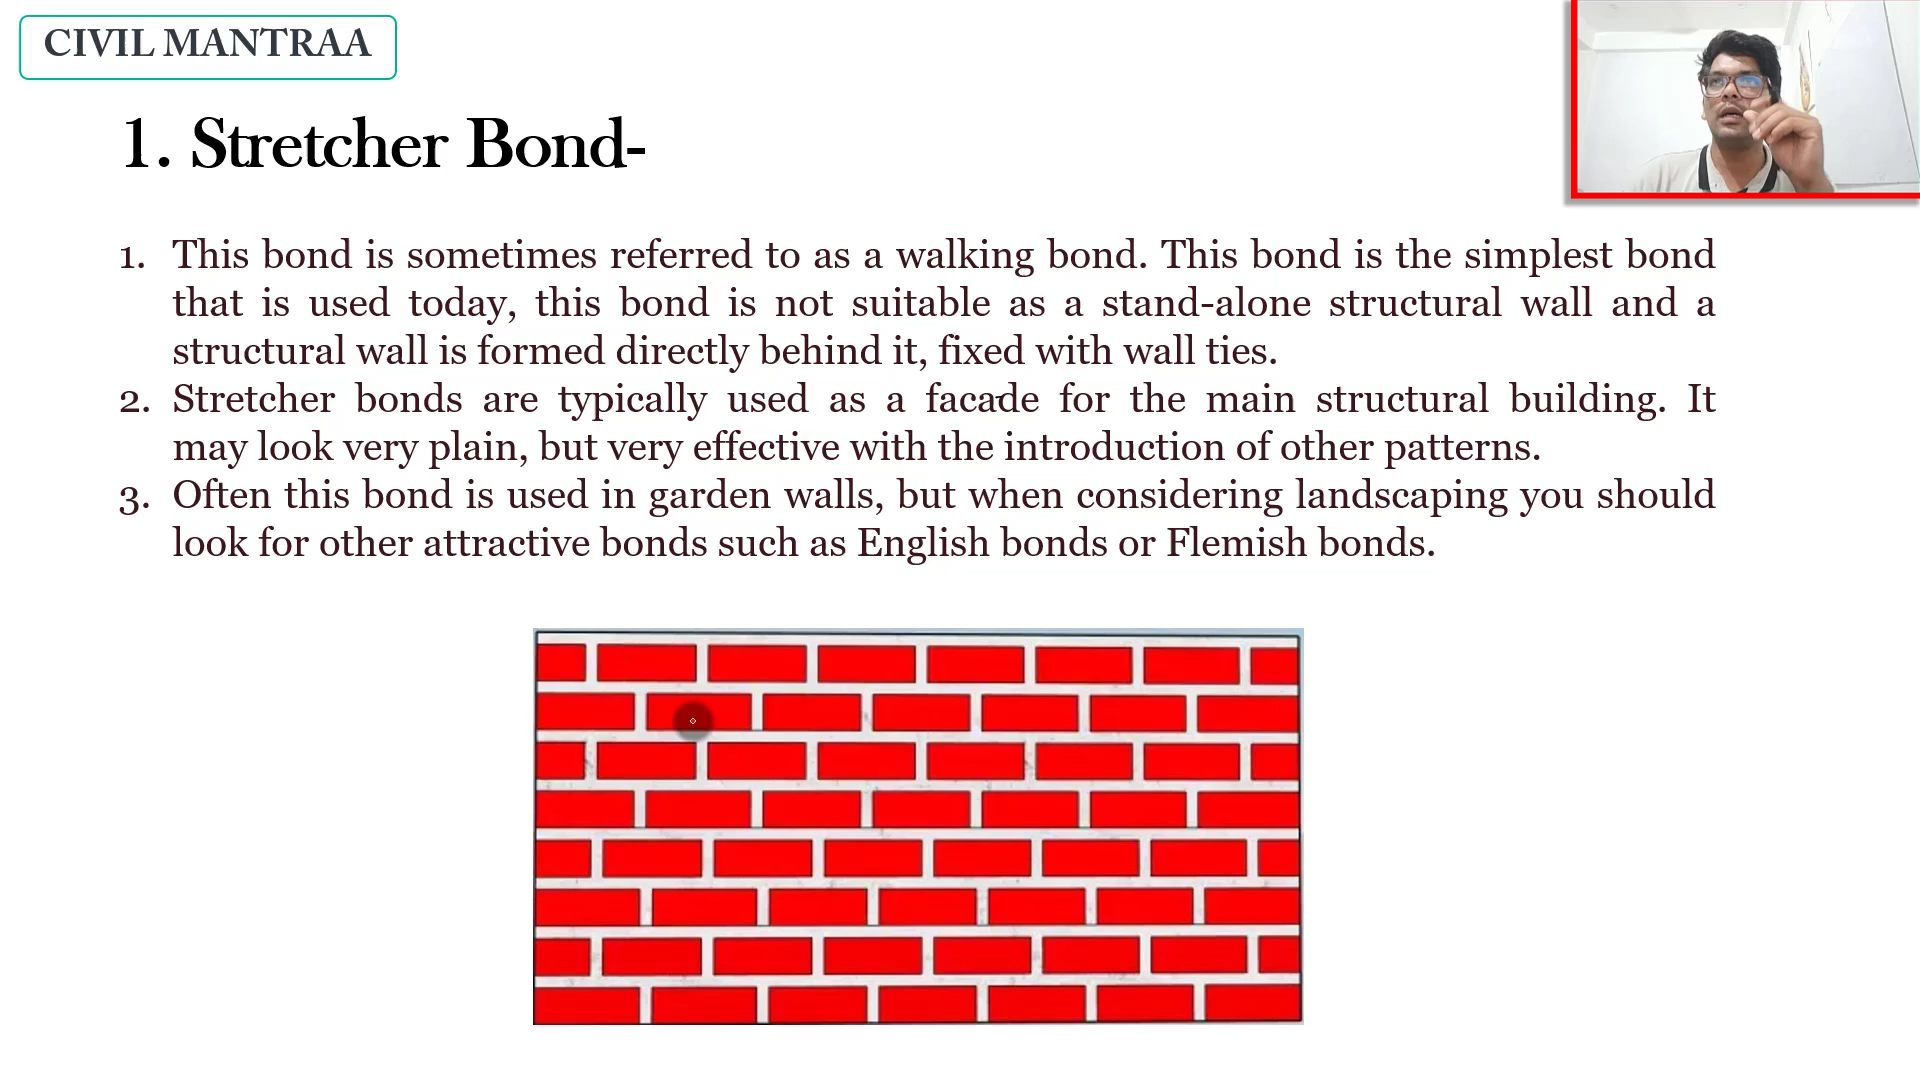 CIVIL MANTRAA
1. Stretcher Bond-
1. This bond is sometimes referred to as a walking bond. This bond is the simplest bond
that is used today, this bond is not suitable as a stand-alone structural wall and a
structural wall is formed directly behind it, fixed with wall ties.
2. Stretcher bonds are typically used as a facade for the main structural building. It
may look very plain, but very effective with the introduction of other patterns.
3. Often this bond is used in garden walls, but when considering landscaping you should
look for other attractive bonds such as English bonds or Flemish bonds.